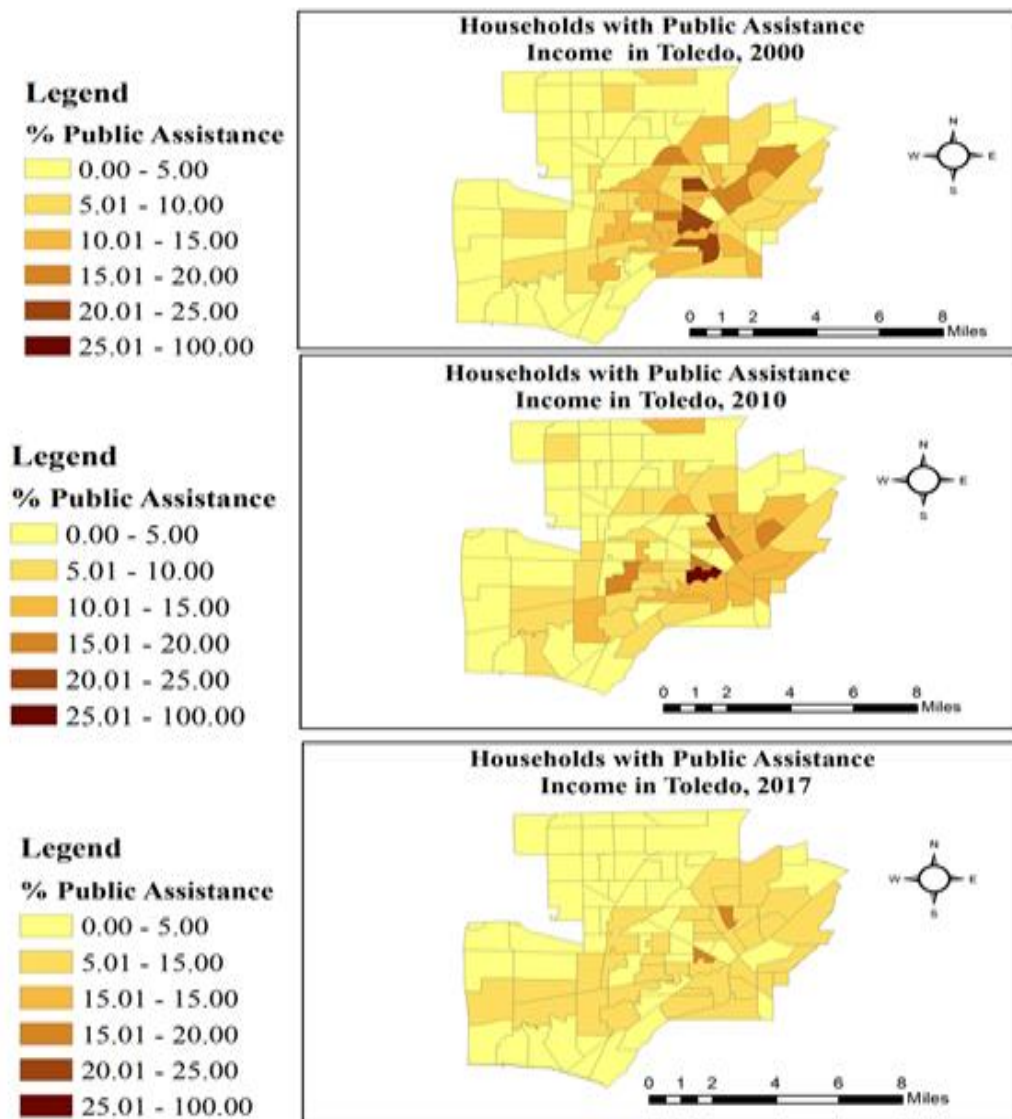 Households with Public Assistance
Income in Toledo, 2000
Legend
% Public Assistance
0.00 - 5.00
5.01 - 10.00
10.01 - 15.00
15.01 - 20.00
20.01 - 25.00
25.01 - 100.00
N
W E
S
0 1 2 4 6 8
Miles
Households with Public Assistance
Income in Toledo, 2010
Legend
% Public Assistance
0.00 - 5.00
5.01 - 10.00
10.01 - 15.00
15.01 - 20.00
20.01 - 25.00
25.01 - 100.00
N
W E
S
0 1 2 4 6 8
Miles
Households with Public Assistance
Income in Toledo, 2017
Legend
% Public Assistance
0.00 - 5.00
5.01 - 15.00
15.01 - 15.00
15.01 - 20.00
20.01 - 25.00
25.01 - 100.00
N
W E
S
0 1 2 4 6 8
Miles